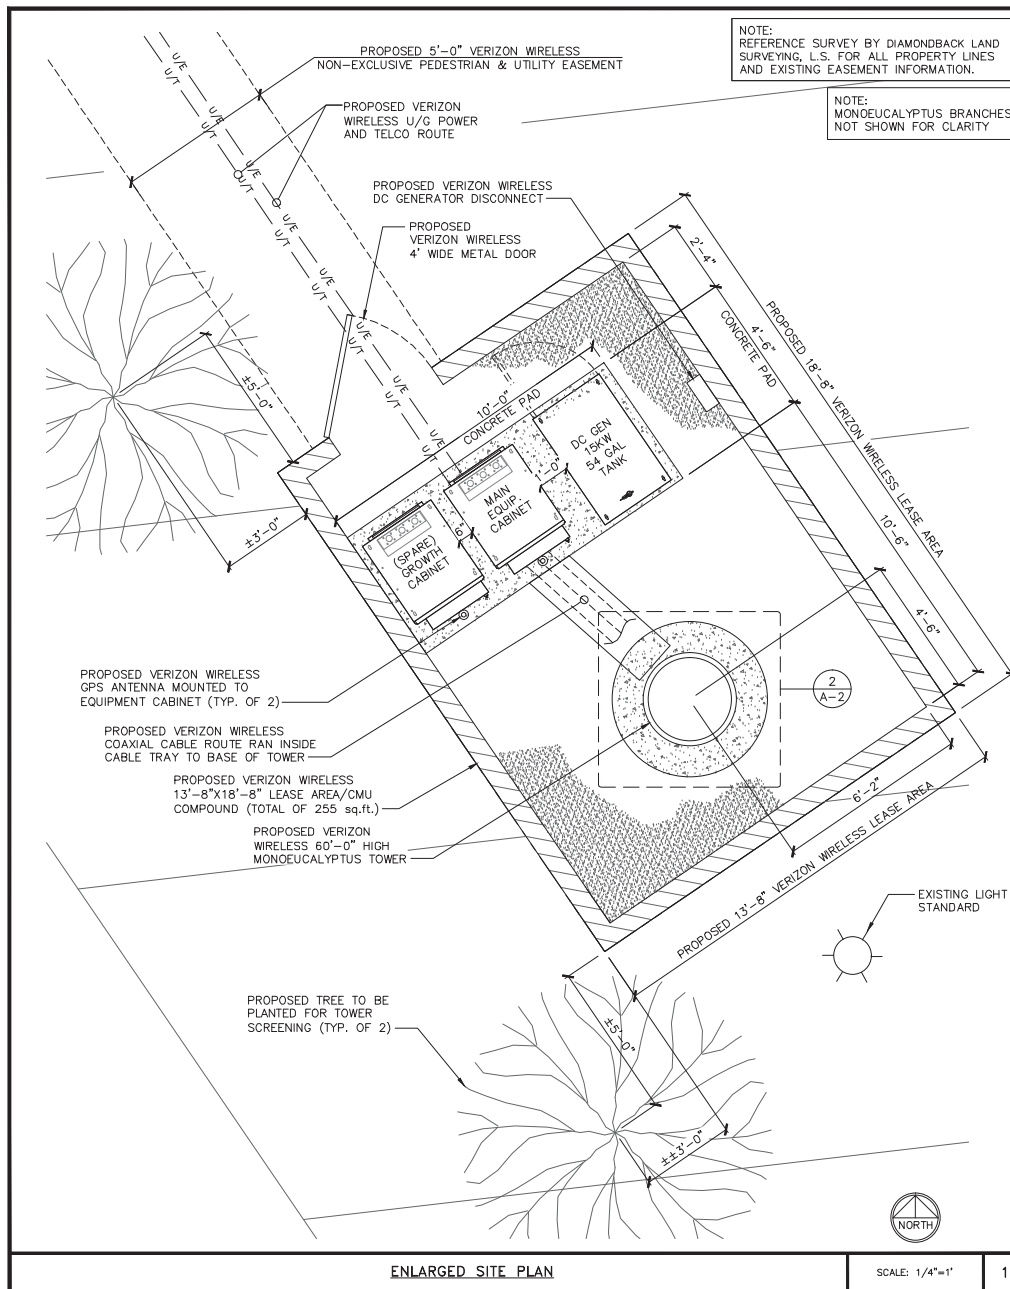 NOTE:
REFERENCE SURVEY BY DIAMONDBACK LAND
SURVEYING, L.S. FOR ALL PROPERTY LINES
AND EXISTING EASEMENT INFORMATION.
NOTE:
MONOEUCALYPTUS BRANCHES
NOT SHOWN FOR CLARITY
PROPOSED 5'-0" VERIZON WIRELESS
NON-EXCLUSIVE PEDESTRIAN & UTILITY EASEMENT
PROPOSED VERIZON
WIRELESS U/G POWER
AND TELCO ROUTE
PROPOSED VERIZON WIRELESS
DC GENERATOR DISCONNECT
PROPOSED
VERIZON WIRELESS
4' WIDE METAL DOOR
U/E
U/T
U/E
U/T
U/E
U/T
U/E
U/T
U/E
U/T
U/E
U/T
U/E
U/T
2'-4"
4'-6"
CONCRETE PAD
PROPOSED 18'-8" VERIZON WIRELESS LEASE AREA
10'-6"
4'-6"
±5'-0"
±3'-0"
10'-0"
CONCRETE PAD
DC GEN
15KW
54 GAL
TANK
MAIN
EQUIP
CABINET
6"
(SPARE)
GROWTH
CABINET
2
A-2
PROPOSED VERIZON WIRELESS
GPS ANTENNA MOUNTED TO
EQUIPMENT CABINET (TYP. OF 2)
PROPOSED VERIZON WIRELESS
COAXIAL CABLE ROUTE RAN INSIDE
CABLE TRAY TO BASE OF TOWER
PROPOSED VERIZON WIRELESS
13'-8"X18'-8" LEASE AREA/CMU
COMPOUND (TOTAL OF 255 sq.ft.)
PROPOSED VERIZON
WIRELESS 60'-0" HIGH
MONOEUCALYPTUS TOWER
6'-2"
PROPOSED 13'-8" VERIZON WIRELESS LEASE AREA
EXISTING LIGHT
STANDARD
PROPOSED TREE TO BE
PLANTED FOR TOWER
SCREENING (TYP. OF 2)
±5'-0"
±±3'-0"
NORTH
ENLARGED SITE PLAN
SCALE: 1/4"=1'
1